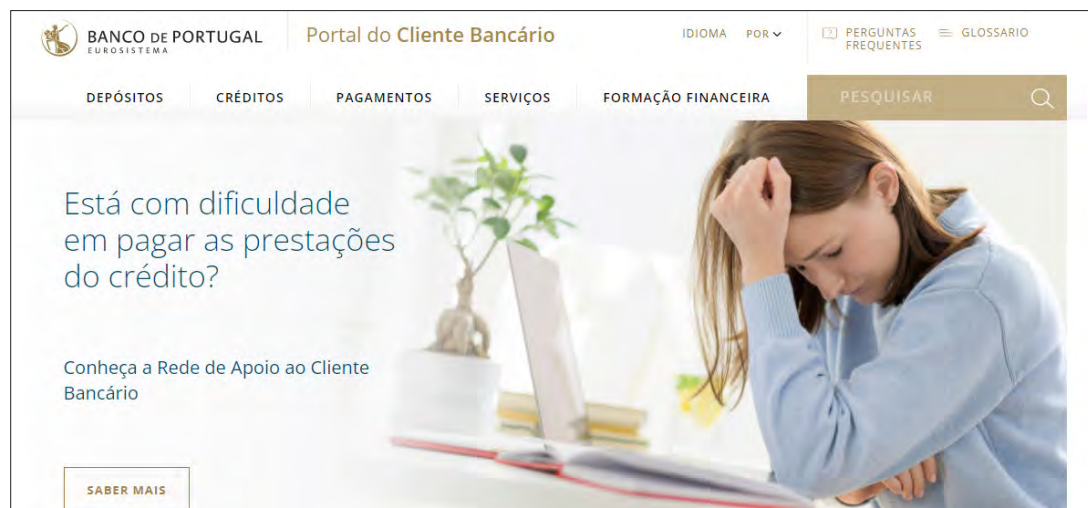 BANCO DE PORTUGAL
EUROSISTEMA
Portal do Cliente Bancário
IDIOMA POR
PERGUNTAS
FREQUENTES
GLOSSARIO
DEPÓSITOS CRÉDITOS PAGAMENTOS SERVIÇOS FORMAÇÃO FINANCEIRA
PESQUISAR
Está com dificuldade
em pagar as prestações
do crédito?
Conheça a Rede de Apoio ao Cliente
Bancário
SABER MAIS